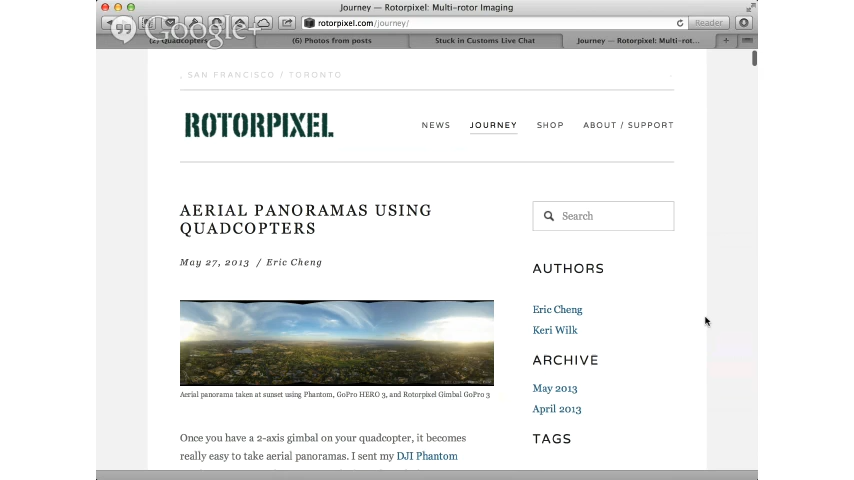 Journey — Rotorpixel: Multi-rotor Imaging
rotorpixel.com/journey/
Reader
Google+
(2) Quadcopters
(6) Photos from posts
Stuck in Customs Live Chat
Journey — Rotorpixel: Multi-rot...
SAN FRANCISCO / TORONTO
ROTORPIXEL
NEWS
JOURNEY
SHOP
ABOUT / SUPPORT
AERIAL PANORAMAS USING
QUADCOPTERS
May 27, 2013 / Eric Cheng
Aerial panorama taken at sunset using Phantom, GoPro HERO 3, and Rotorpixel Gimbal GoPro 3
Once you have a 2-axis gimbal on your quadcopter, it becomes
really easy to take aerial panoramas. I sent my DJI Phantom
Search
AUTHORS
Eric Cheng
Keri Wilk
ARCHIVE
May 2013
April 2013
TAGS